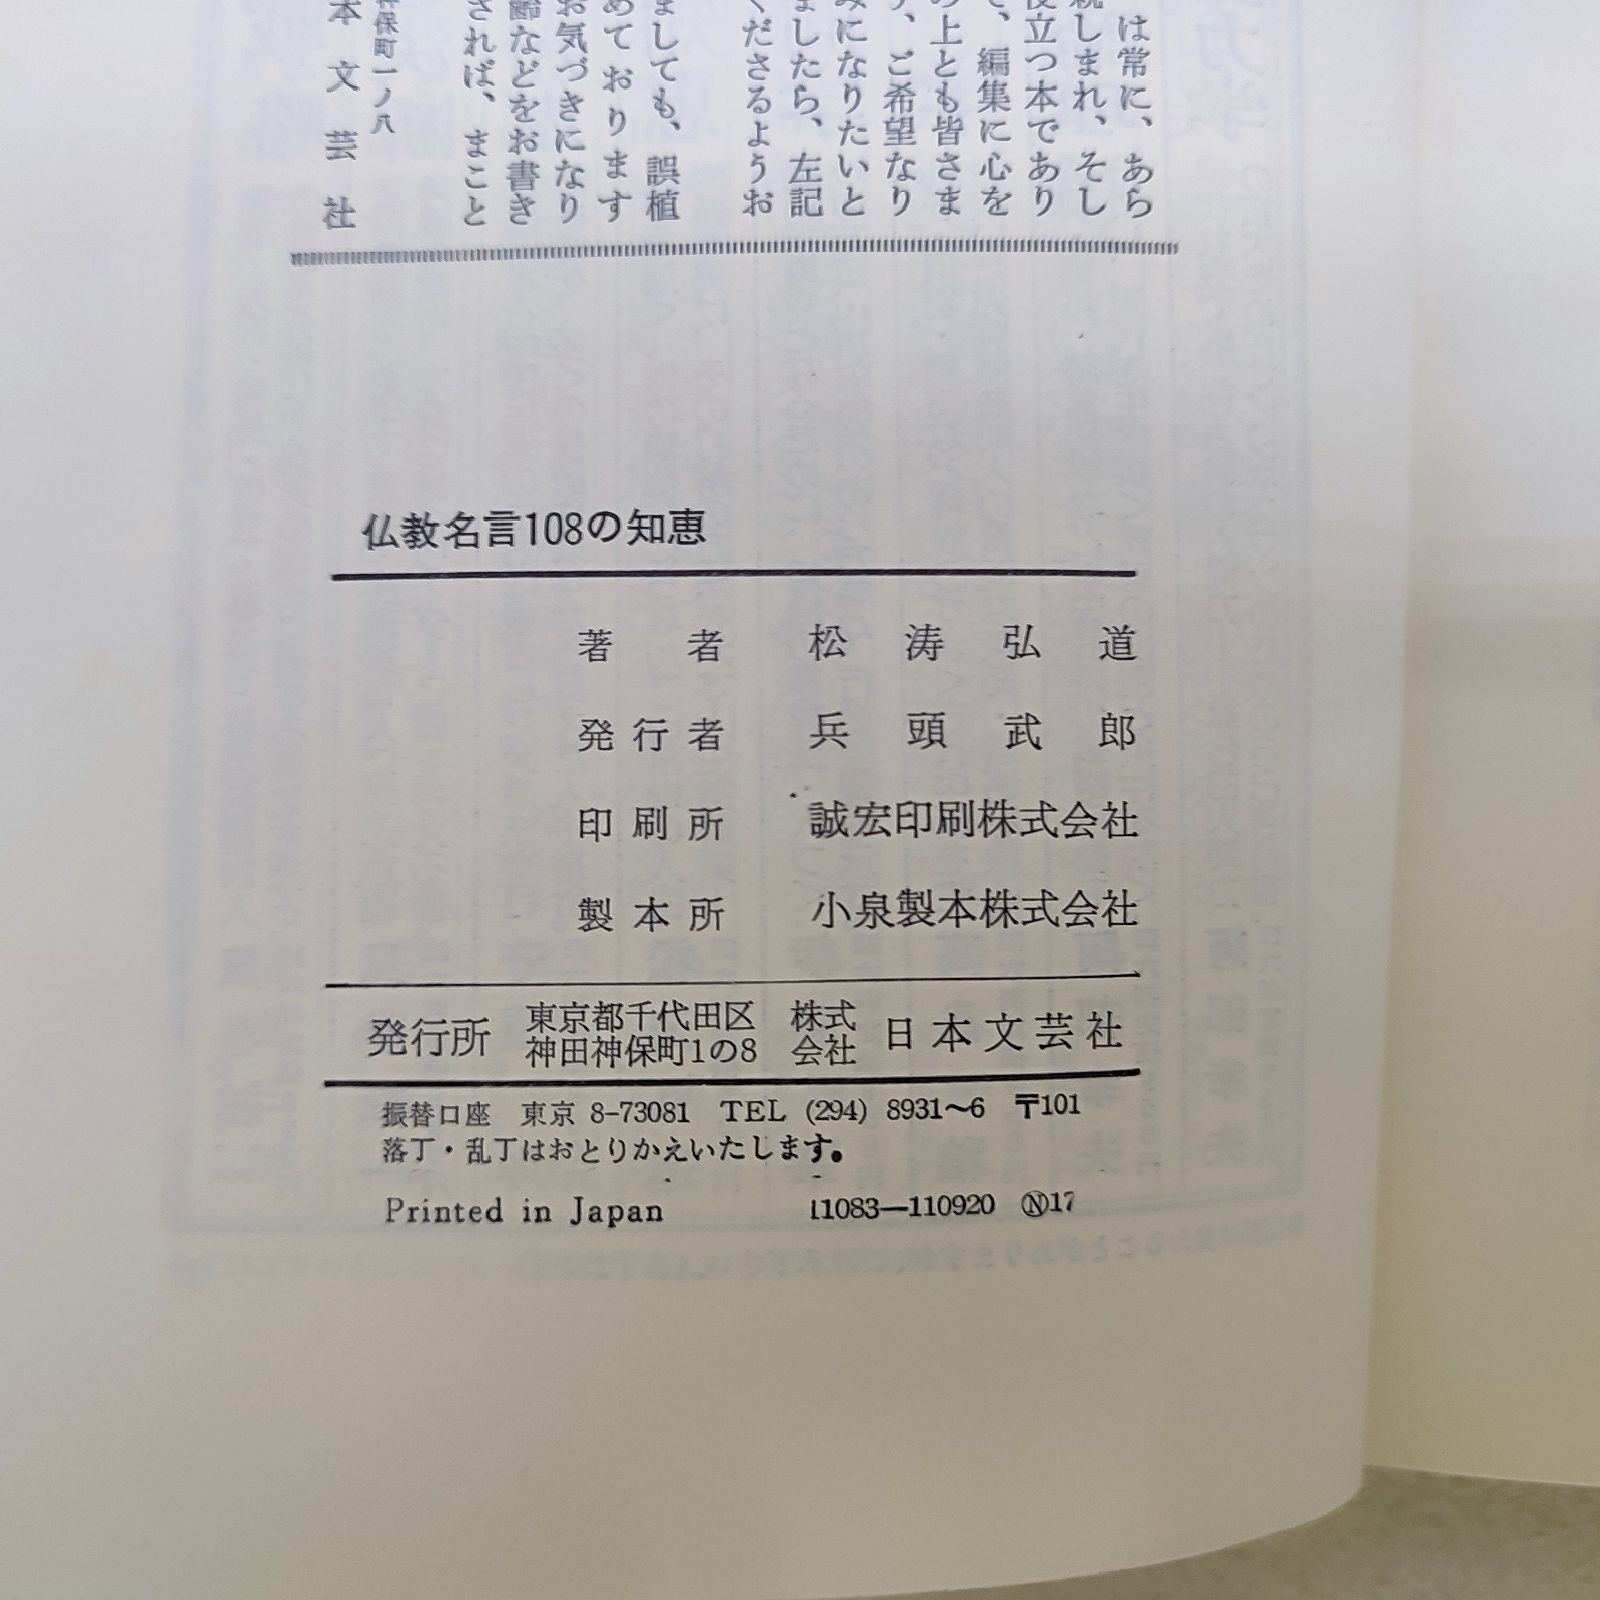 は常に、あら
しまれ、そし
役立つ本であり
、編集に心を
の上とも皆さま
、ご希望なり
みになりたいと
ましたら、左記
くださるようお
ましても、誤植
めております
お気づきになり
齢などをお書き
されば、まこと
神保町一ノ八
本文芸社
仏教名言108の知恵
著者 松涛弘道
発行者 兵頭武郎
印刷所 誠宏印刷株式会社
製本所 小泉製本株式会社
発行所 東京都千代田区神田神保町1の8 株式会社 日本文芸社
振替口座 東京 8-73081 TEL (294) 8931〜6 〒101
落丁・乱丁はおとりかえいたします。
Printed in Japan 11083—110920 Ⓝ17